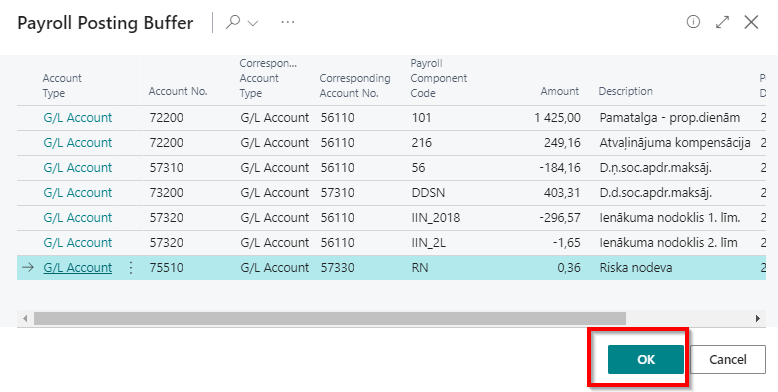 Payroll Posting Buffer
Account Type Account No. Correspon... Account Type Corresponding Account No. Payroll Component Code Amount Description P D
G/L Account 72200 G/L Account 56110 101 1 425,00 Pamatalga - prop.dienām 2
G/L Account 72200 G/L Account 56110 216 249,16 Atvaļinājuma kompensācija 2
G/L Account 57310 G/L Account 56110 56 -184,16 D.ņ.soc.apdr.maksāj. 2
G/L Account 73200 G/L Account 57310 DDSN 403,31 D.d.soc.apdr.maksāj. 2
G/L Account 57320 G/L Account 56110 IIN_2018 -296,57 Ienākuma nodoklis 1. līm. 2
G/L Account 57320 G/L Account 56110 IIN_2L -1,65 Ienākuma nodoklis 2. līm 2
G/L Account 75510 G/L Account 57330 RN 0,36 Riska nodeva 2
OK Cancel